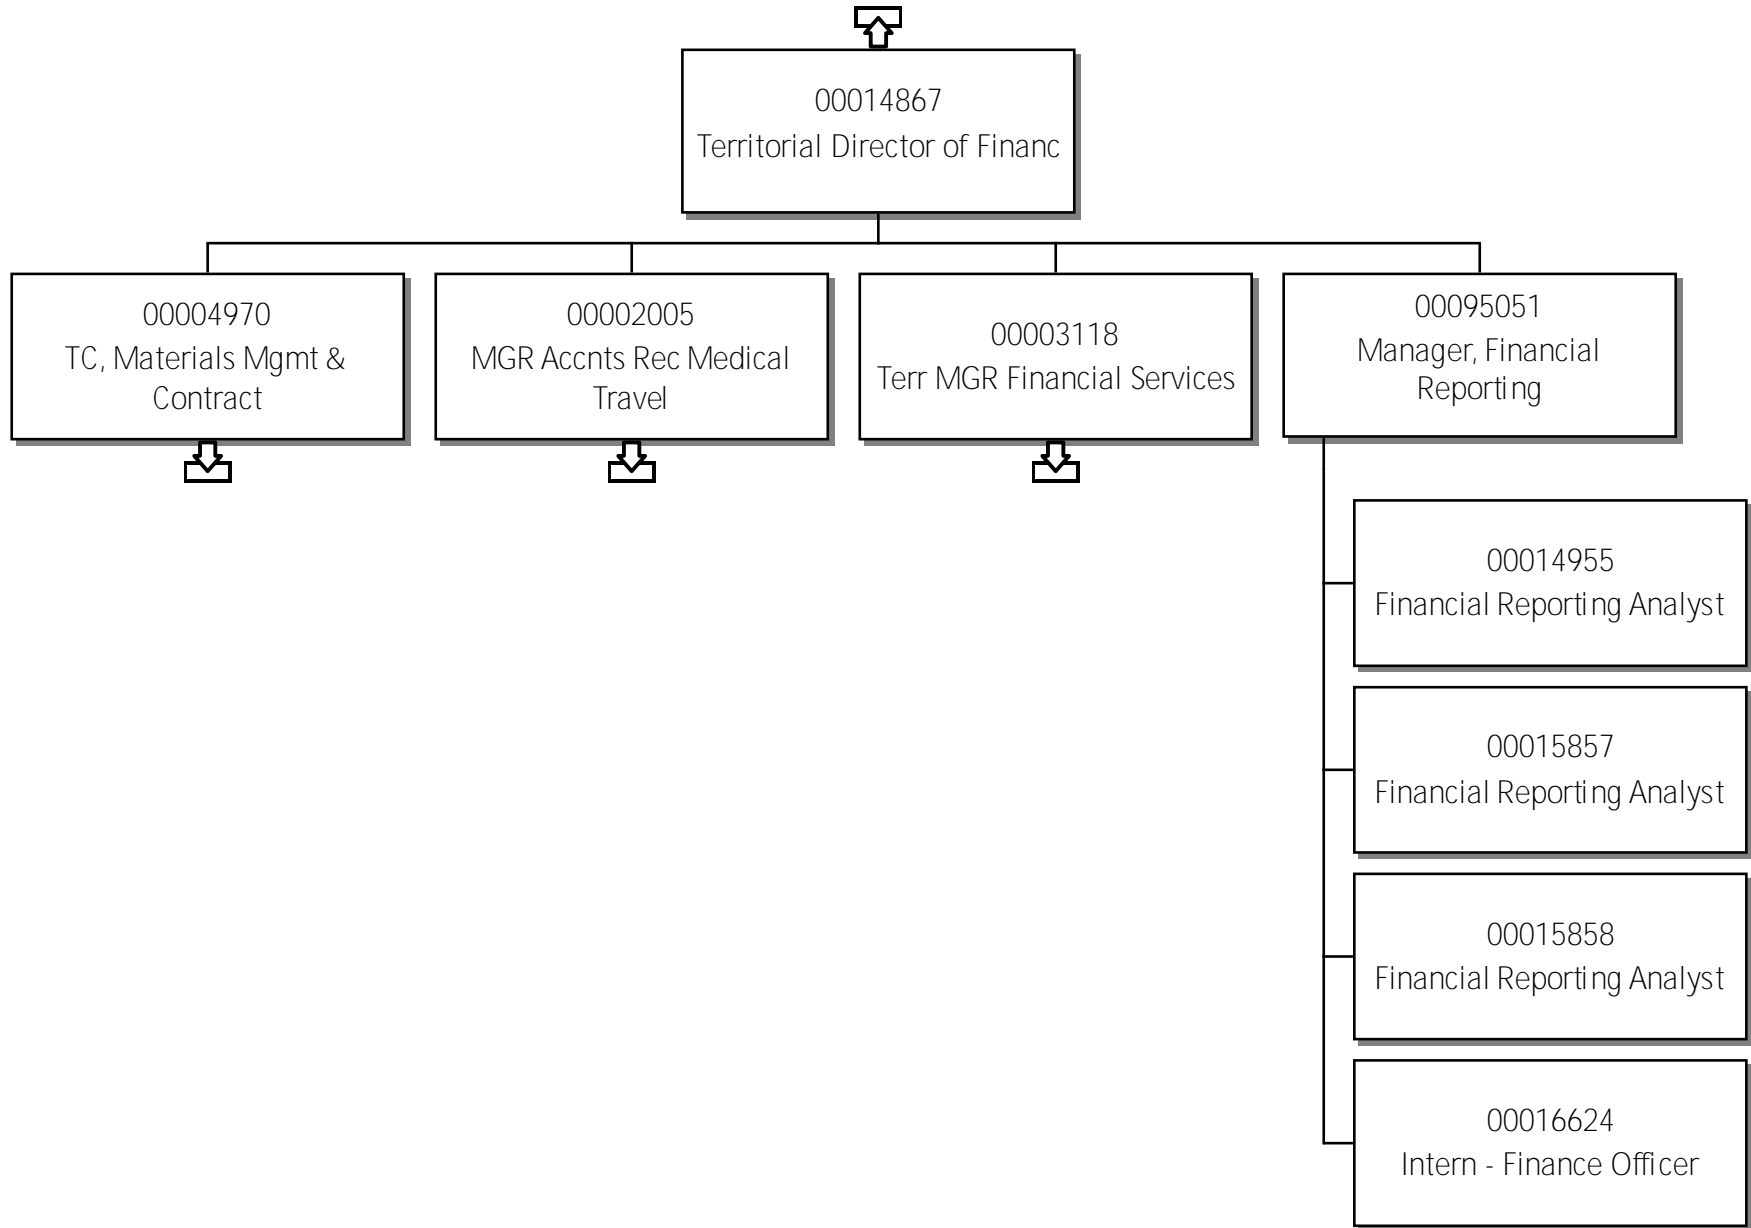 00014867
Territorial Director of Financ
00004970
TC, Materials Mgmt &
Contract
00002005
MGR Accnts Rec Medical
Travel
00003118
Terr MGR Financial Services
00095051
Manager, Financial
Reporting
00014955
Financial Reporting Analyst
00015857
Financial Reporting Analyst
00015858
Financial Reporting Analyst
00016624
Intern - Finance Officer